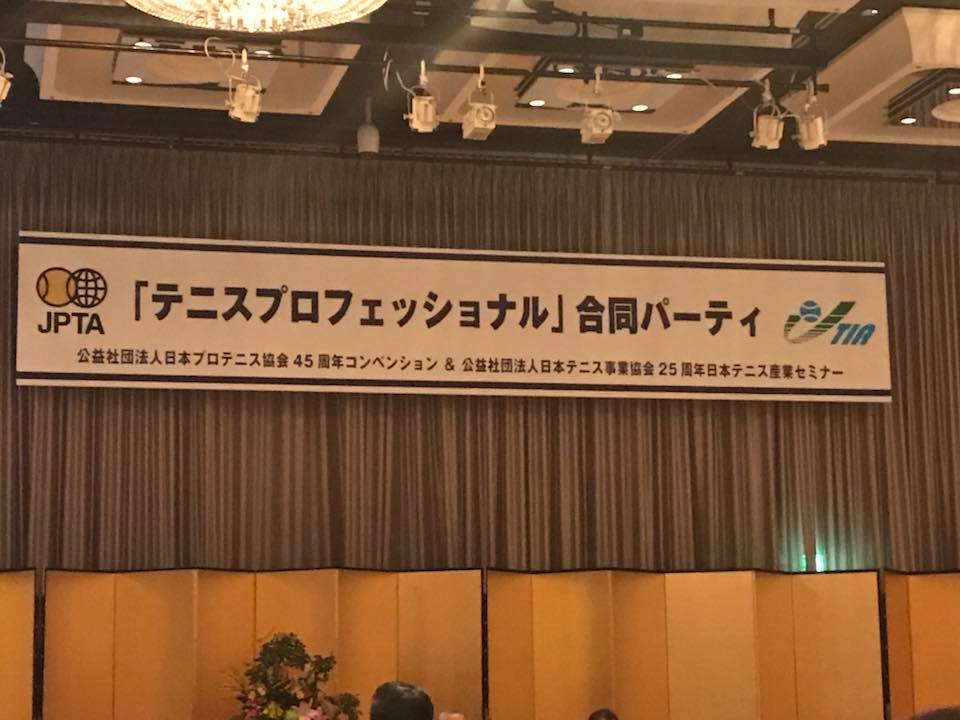 JPTA
「テニスプロフェッショナル」合同パーティ
JTIA
公益社団法人日本プロテニス協会 45 周年コンベンション & 公益社団法人日本テニス事業協会 25 周年日本テニス産業セミナー